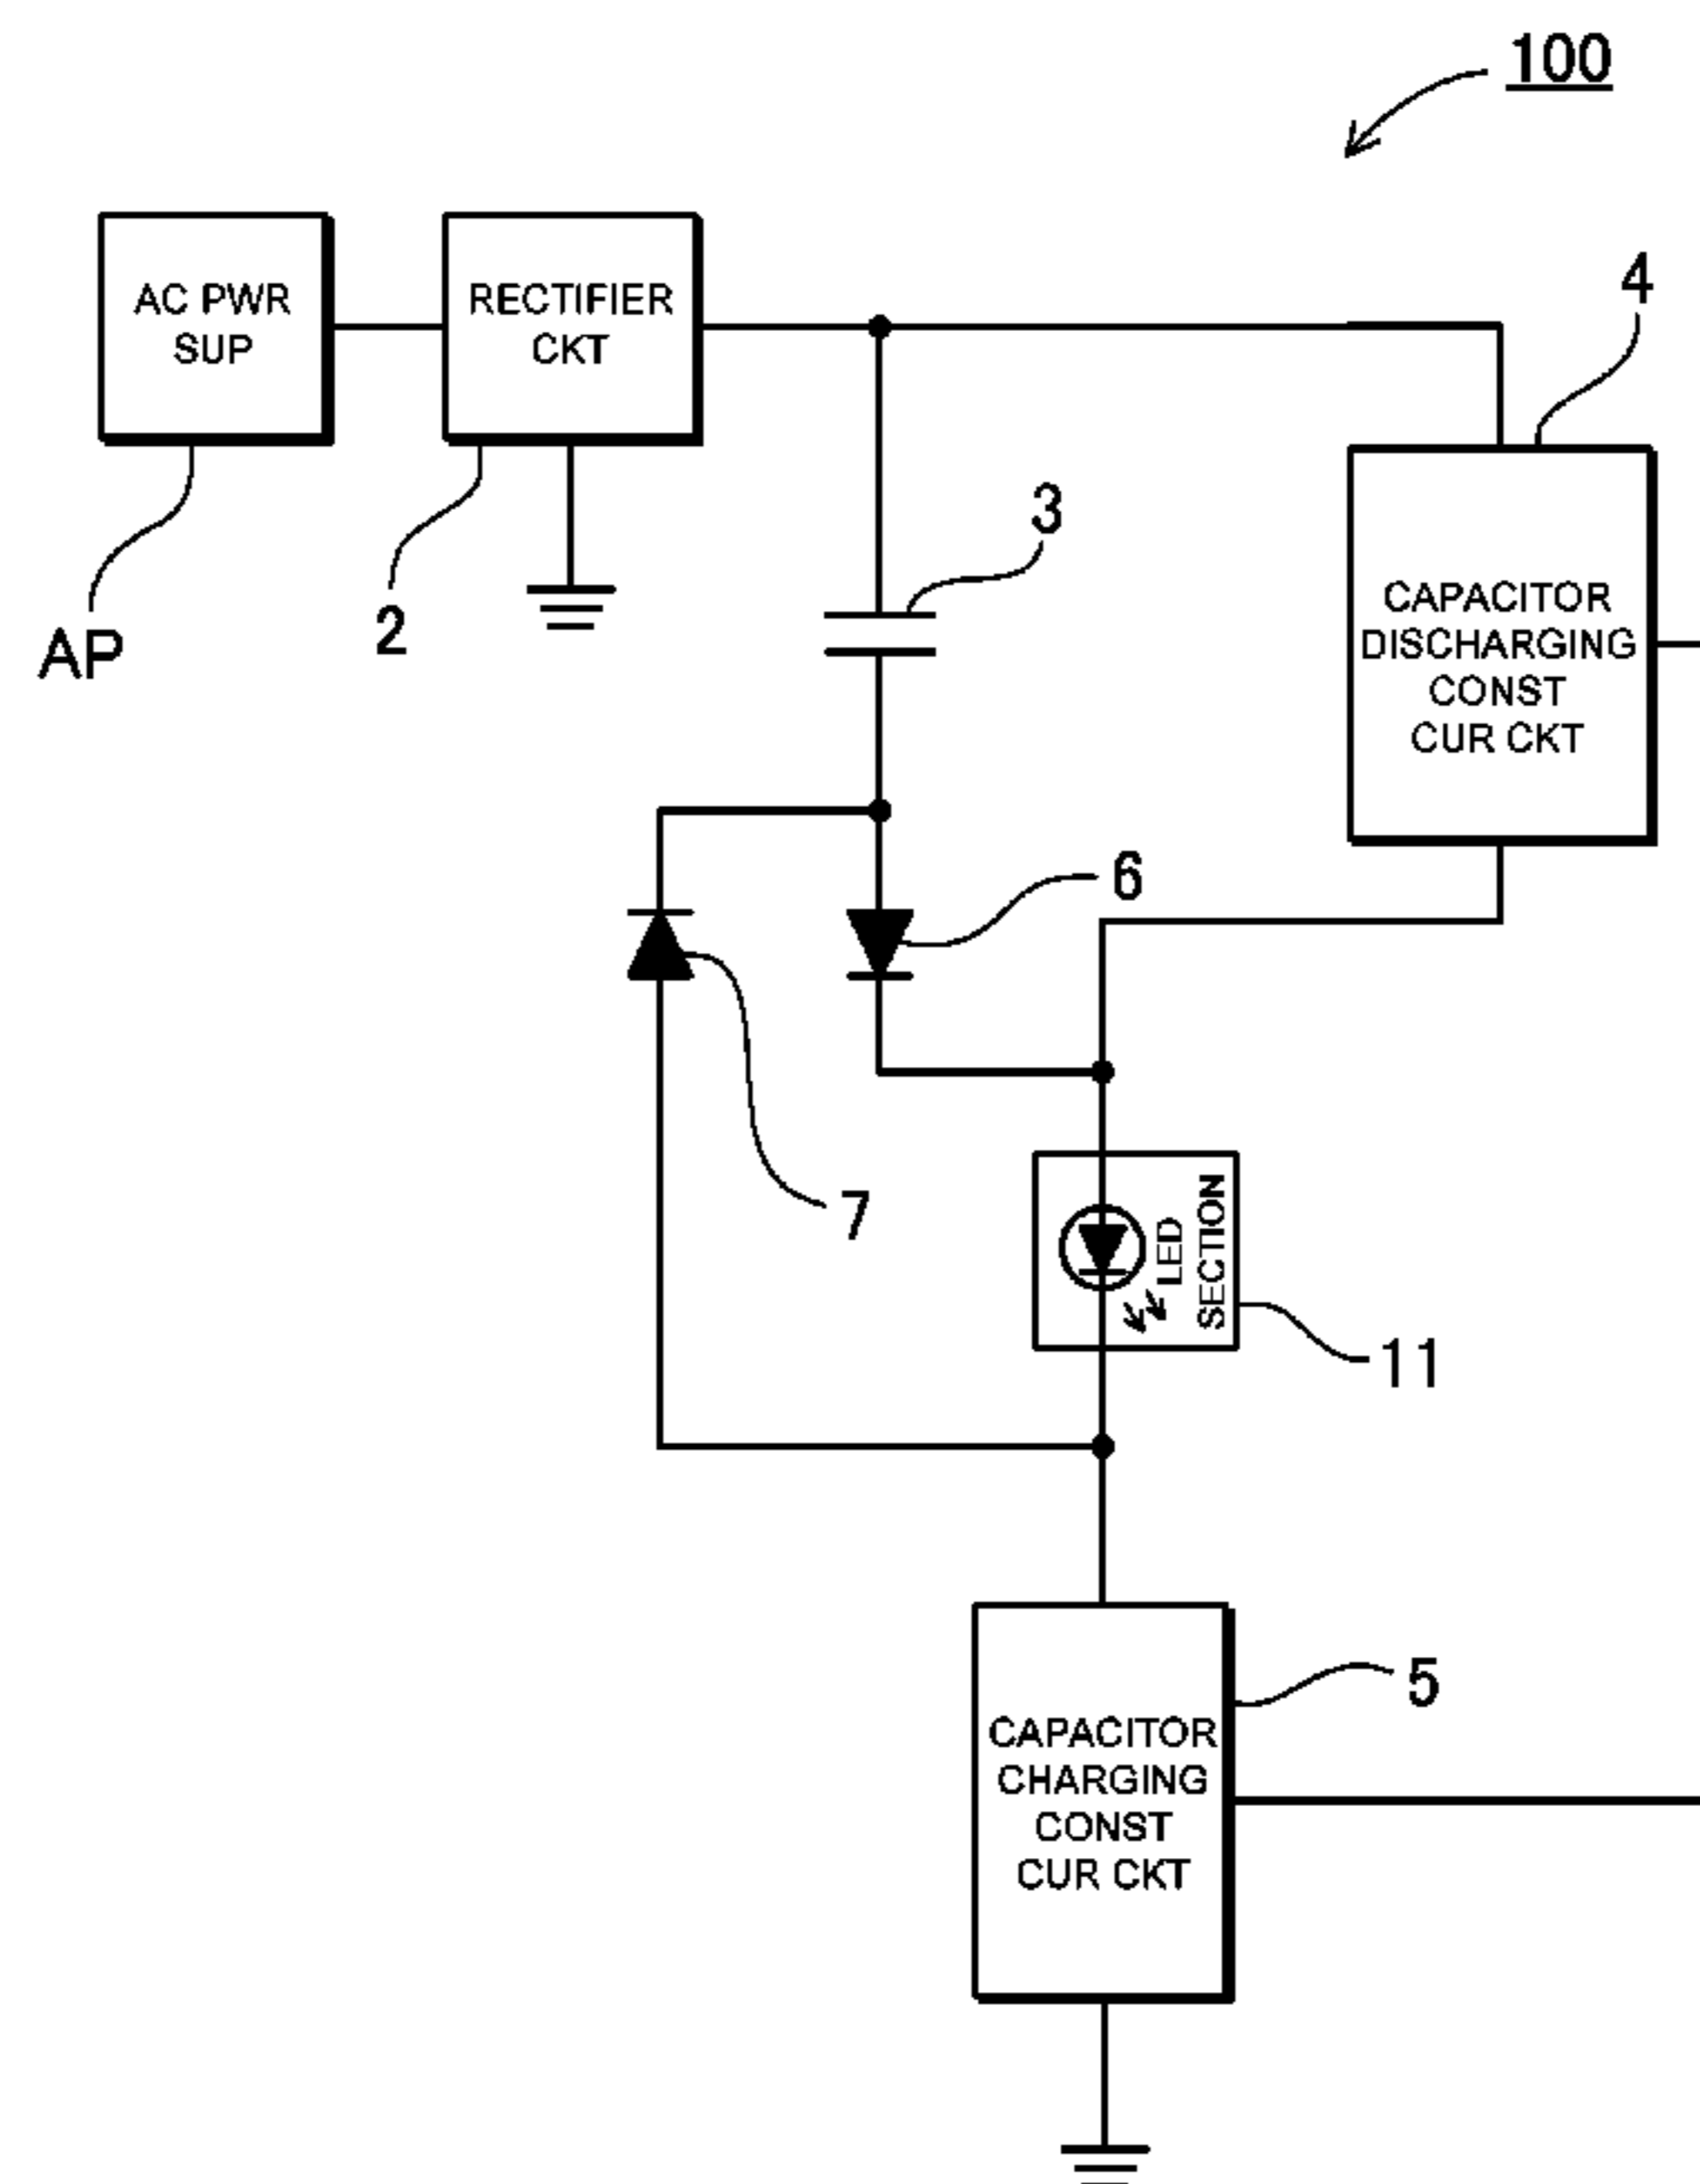 100
AC PWR
SUP
RECTIFIER
CKT
4
3
CAPACITOR
DISCHARGING
CONST
CUR CKT
AP
2
6
7
LED
SECTION
11
5
CAPACITOR
CHARGING
CONST
CUR CKT